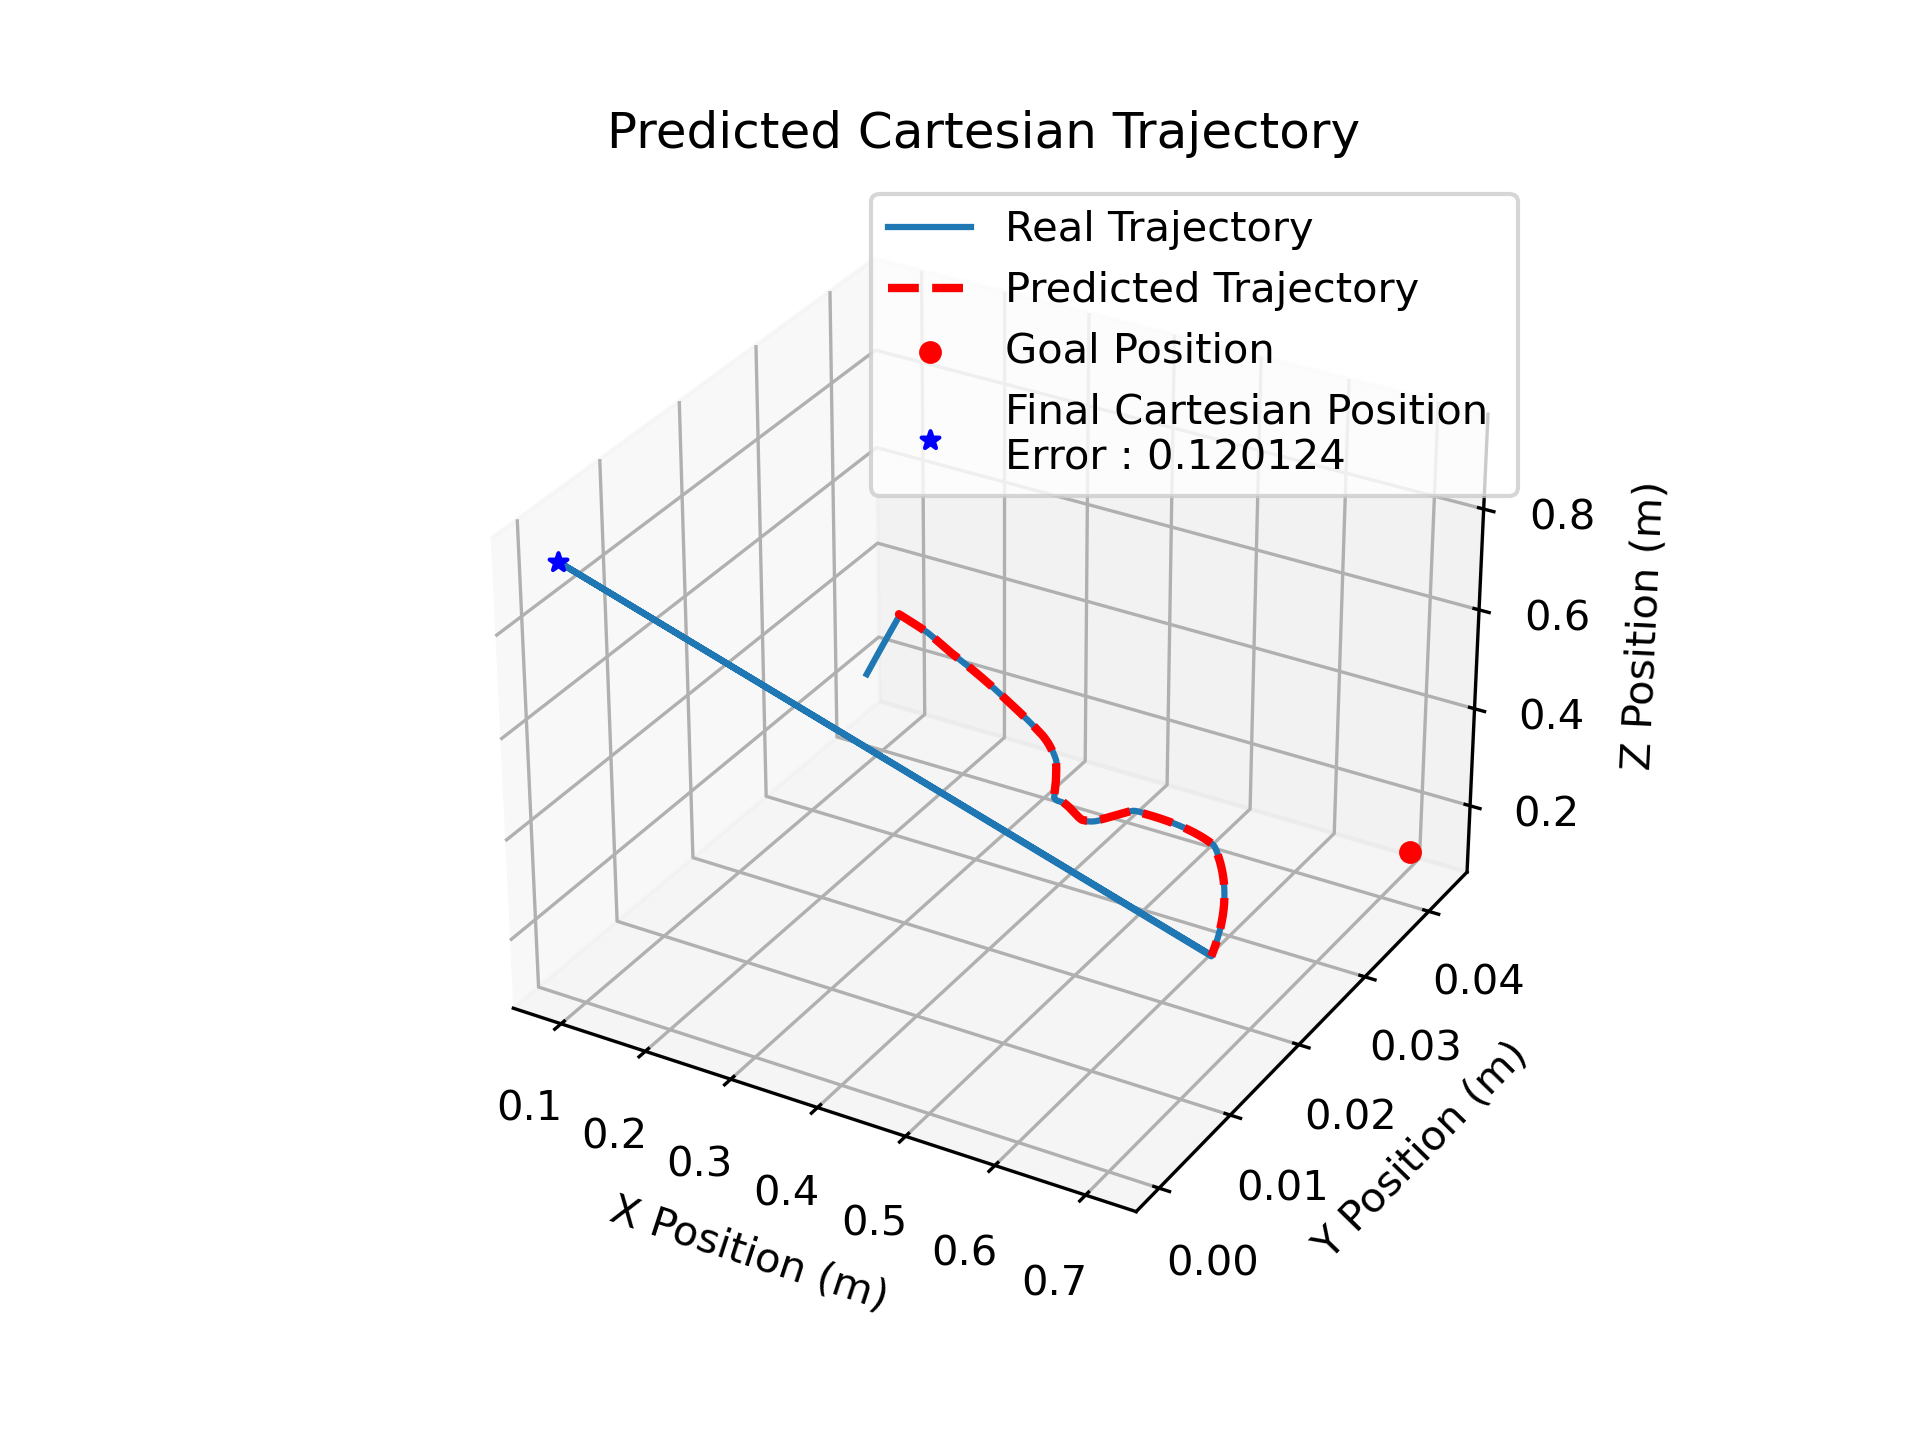 Predicted Cartesian Trajectory
Real Trajectory
Predicted Trajectory
Goal Position
Final Cartesian Position
Error : 0.120124
0.8
0.6
0.4
0.2
Z Position (m)
0.04
0.03
0.02
0.01
0.00
Y Position (m)
0.1
0.2
0.3
0.4
0.5
0.6
0.7
X Position (m)